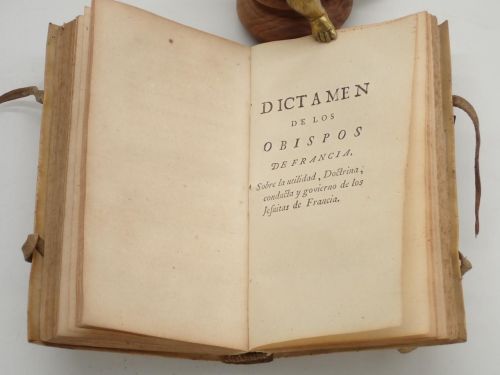 DICTAMEN
DE LOS
OBISPOS
DE FRANCIA.
Sobre la utilidad, Doctrina,
conducta y govierno de los
Jesuitas de Francia.